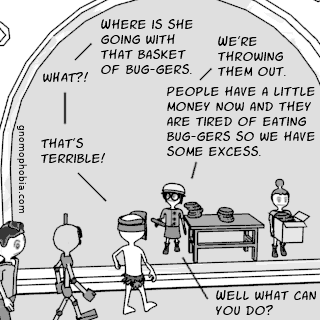 WHERE IS SHE
GOING WITH
THAT BASKET
OF BUG-GERS.
WE'RE
THROWING
THEM OUT.
WHAT?!
PEOPLE HAVE A LITTLE
MONEY NOW AND THEY
ARE TIRED OF EATING
BUG-GERS SO WE HAVE
SOME EXCESS.
THAT'S
TERRIBLE!
WELL WHAT CAN
YOU DO?
gnomophobia.com